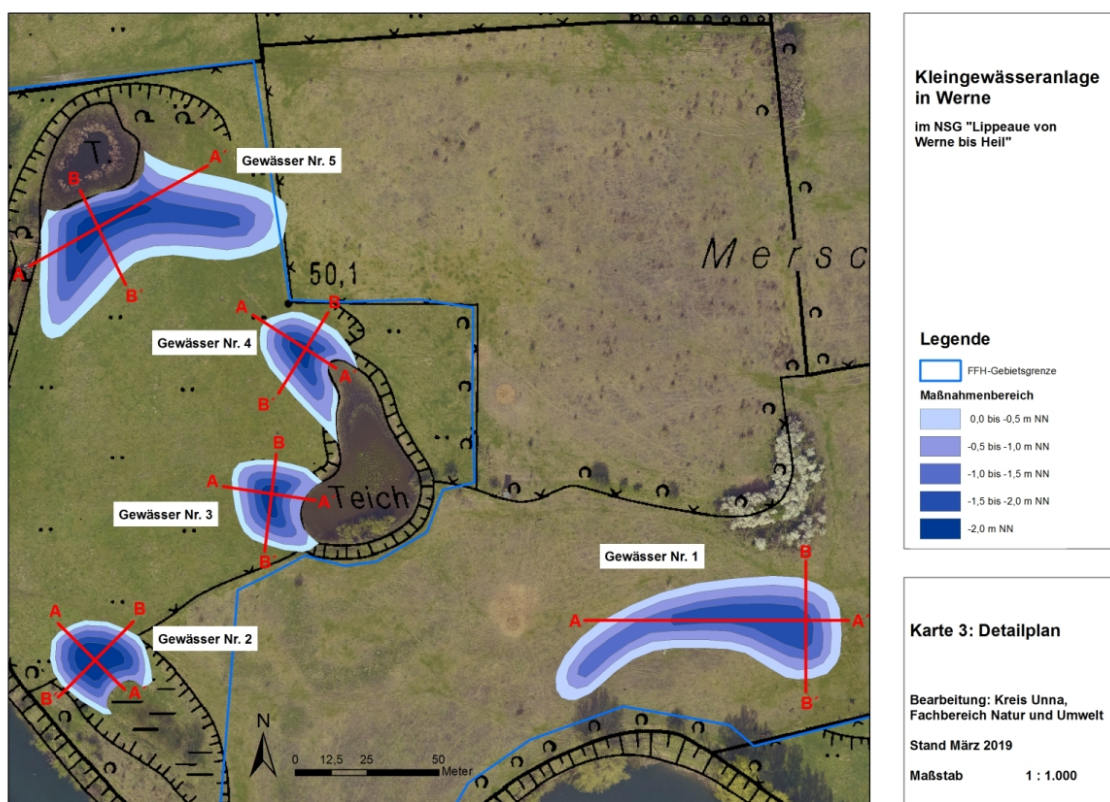 T.
A
A´
B
B´
Gewässer Nr. 5
50,1
Mersc
A
B
Gewässer Nr. 4
A
B´
B
A
A
Gewässer Nr. 3
Teich
B
Gewässer Nr. 1
B
A
A´
B´
A
B
Gewässer Nr. 2
B´
A
N
0 12,5 25 50
Meter
Kleingewässeranlage
in Werne
im NSG "Lippeaue von
Werne bis Heil"
Legende
FFH-Gebietsgrenze
Maßnahmenbereich
0,0 bis -0,5 m NN
-0,5 bis -1,0 m NN
-1,0 bis -1,5 m NN
-1,5 bis -2,0 m NN
-2,0 m NN
Karte 3: Detailplan
Bearbeitung: Kreis Unna,
Fachbereich Natur und Umwelt
Stand März 2019
Maßstab 1 : 1.000